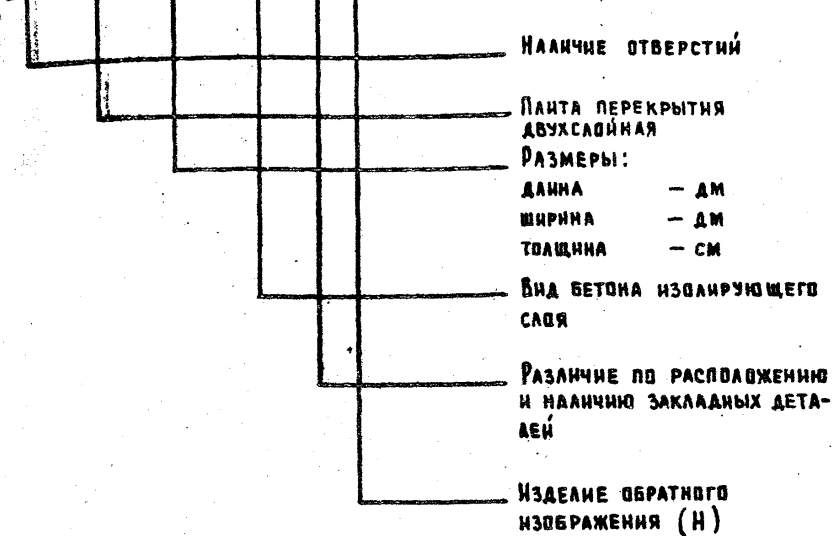 Наличие отверстий
Плита перекрытия
двухслойная
Размеры:
длина — дм
ширина — дм
толщина — см
Вид бетона изолирующего
слоя
Различие по расположению
и наличию закладных дета-
лей
Изделие обратного
изображения (Н)